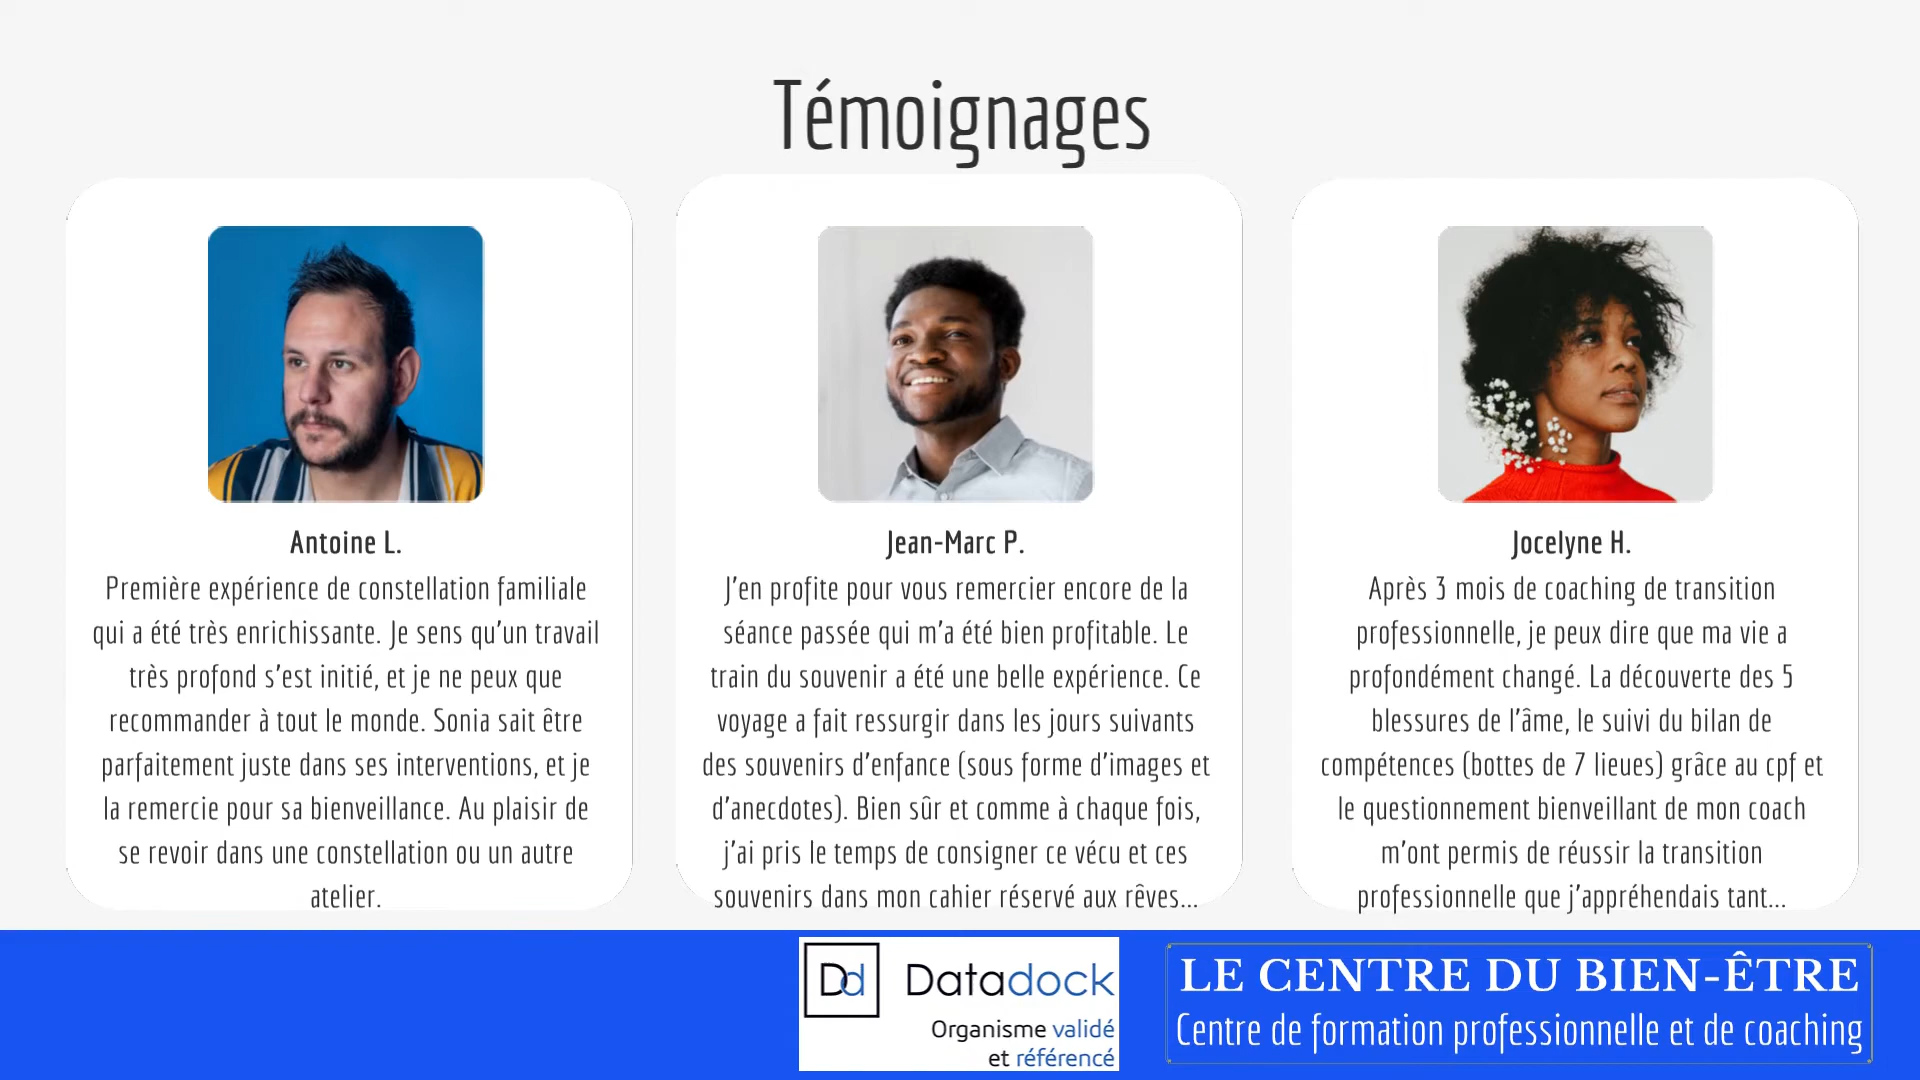 Témoignages
Antoine L.
Première expérience de constellation familiale
qui a été très enrichissante. Je sens qu'un travail
très profond s'est initié, et je ne peux que
recommander à tout le monde. Sonia sait être
parfaitement juste dans ses interventions, et je
la remercie pour sa bienveillance. Au plaisir de
se revoir dans une constellation ou un autre
atelier.
Jean-Marc P.
J'en profite pour vous remercier encore de la
séance passée qui m'a été bien profitable. Le
train du souvenir a été une belle expérience. Ce
voyage a fait ressurgir dans les jours suivants
des souvenirs d'enfance (sous forme d'images et
d'anecdotes). Bien sûr et comme à chaque fois,
j'ai pris le temps de consigner ce vécu et ces
souvenirs dans mon cahier réservé aux rêves...
Jocelyne H.
Après 3 mois de coaching de transition
professionnelle, je peux dire que ma vie a
profondément changé. La découverte des 5
blessures de l'âme, le suivi du bilan de
compétences (bottes de 7 lieues) grâce au cpf et
le questionnement bienveillant de mon coach
m'ont permis de réussir la transition
professionnelle que j'appréhendais tant...
Dd Datadock
Organisme validé
et référencé
LE CENTRE DU BIEN-ÊTRE
Centre de formation professionnelle et de coaching